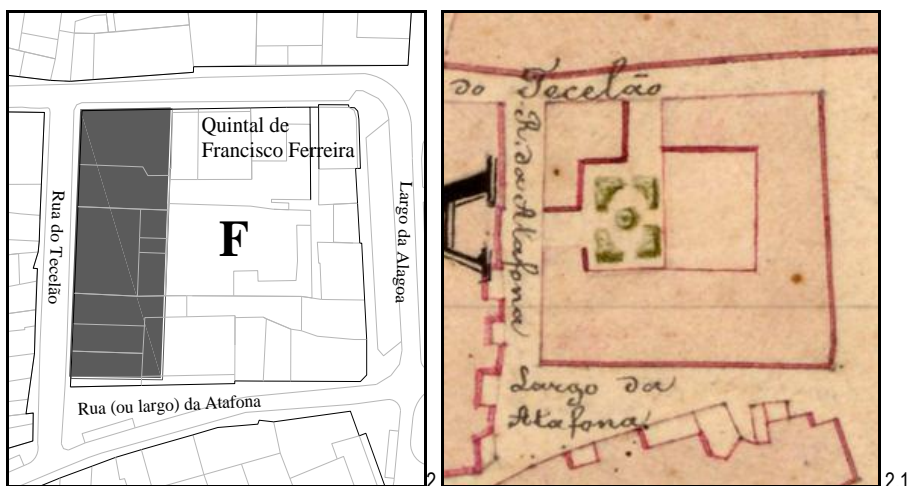 Quintal de
Francisco Ferreira
Rua do Tecelão
F
Largo da Alagoa
Rua (ou largo) da Atafona
2
do Tecelão
R. da Atafona
A
Largo da
Atafona
21